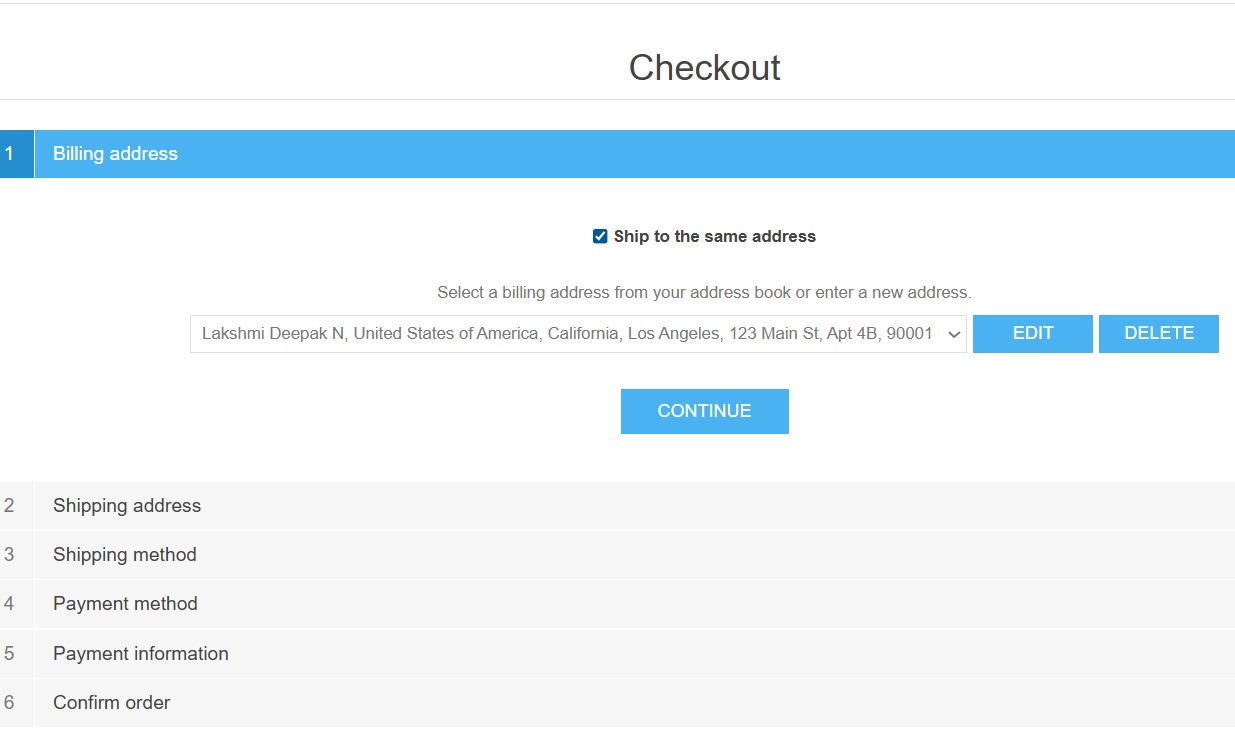 Checkout
1 Billing address
Ship to the same address
Select a billing address from your address book or enter a new address.
Lakshmi Deepak N, United States of America, California, Los Angeles, 123 Main St, Apt 4B, 90001 EDIT DELETE
CONTINUE
2 Shipping address
3 Shipping method
4 Payment method
5 Payment information
6 Confirm order